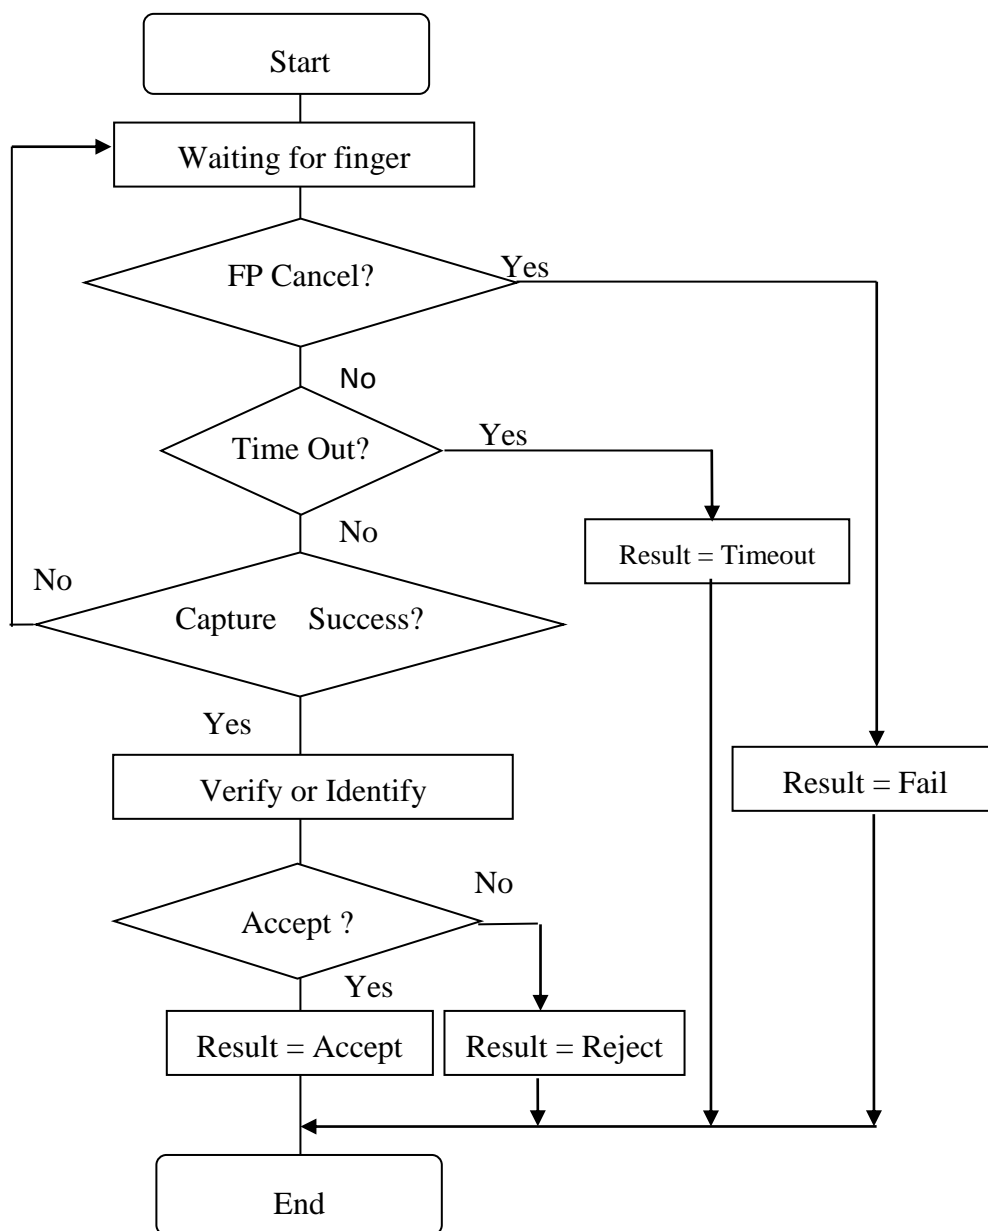 Start
Waiting for finger
FP Cancel?
Yes
No
Time Out?
Yes
No
Result = Timeout
No
Capture Success?
Yes
Verify or Identify
Result = Fail
No
Accept ?
Yes
Result = Accept
Result = Reject
End